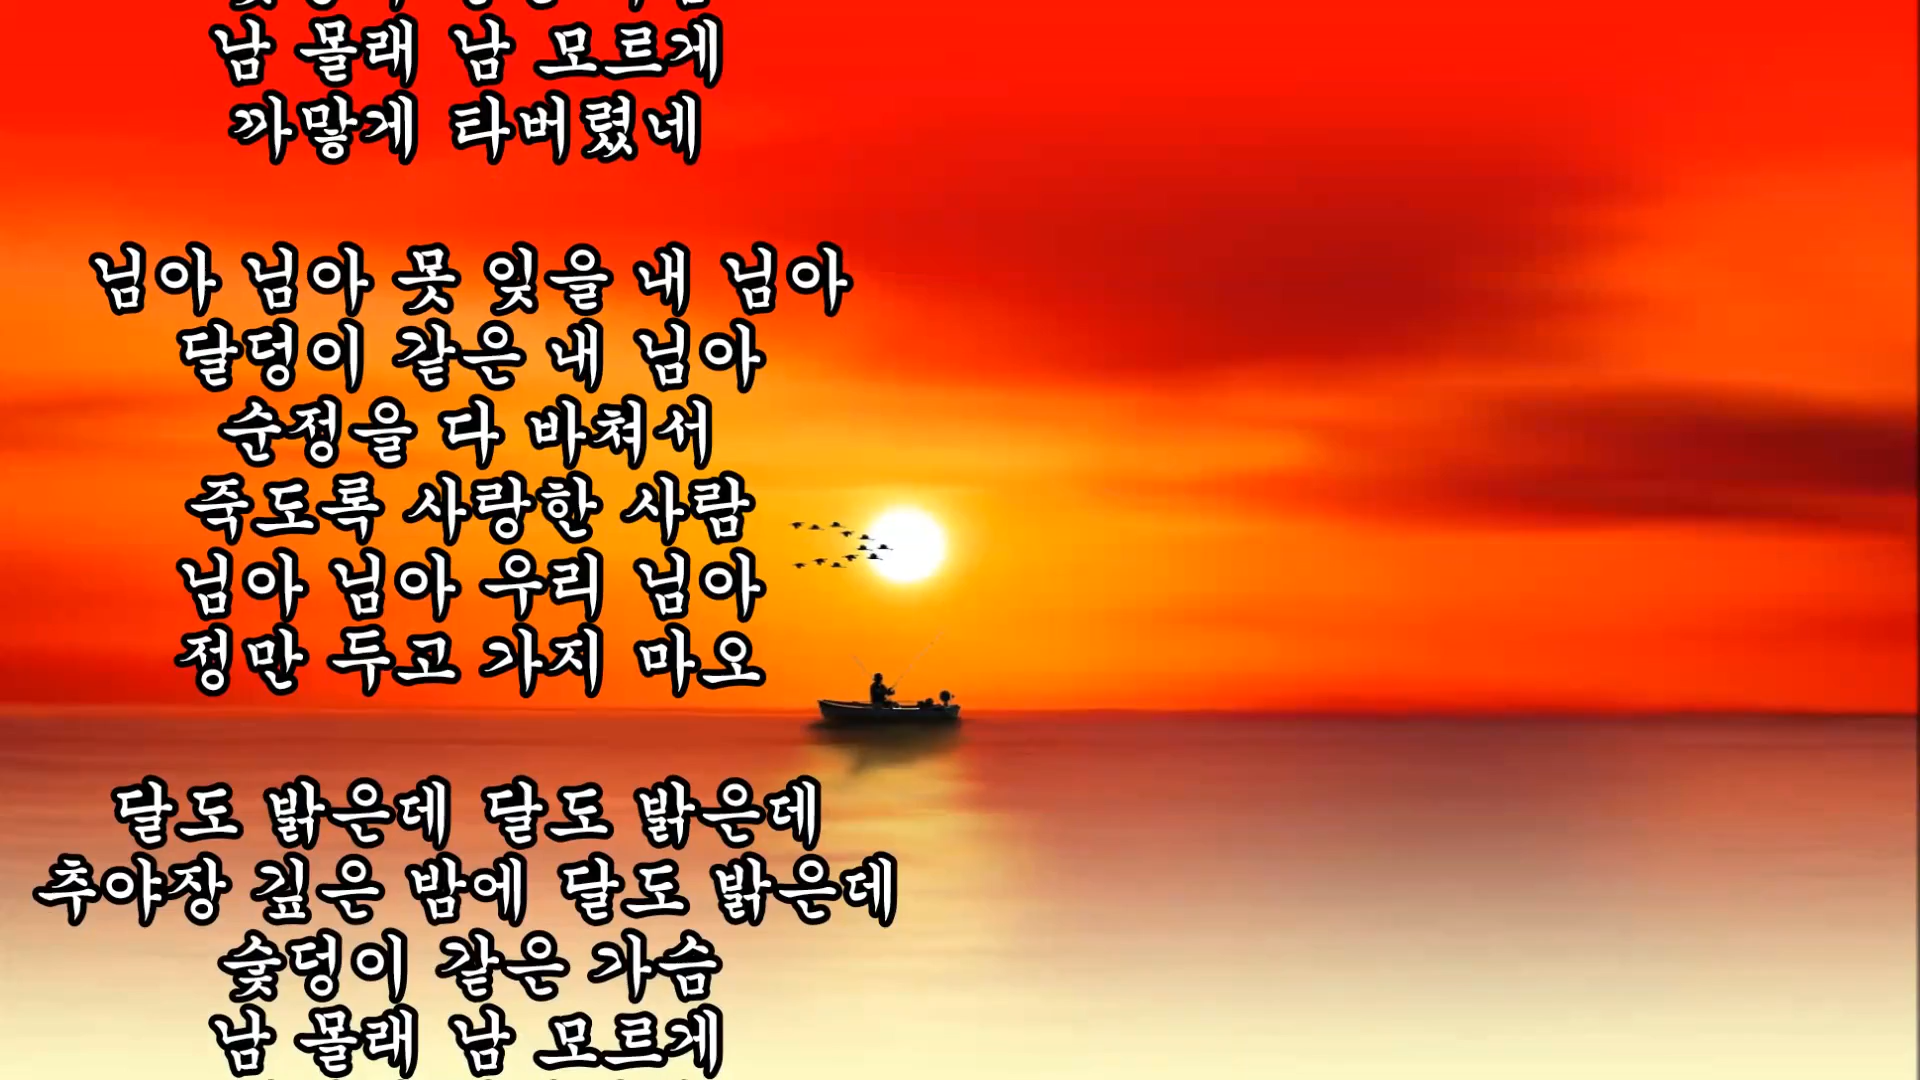 남 몰래 남 모르게
까맣게 타버렸네
님아 님아 못 잊을 내 님아
달덩이 같은 내 님아
순정을 다 바쳐서
죽도록 사랑한 사람
님아 님아 우리 님아
정만 두고 가지 마오
달도 밝은데 달도 밝은데
추야장 깊은 밤에 달도 밝은데
숯덩이 같은 가슴
남 몰래 남 모르게